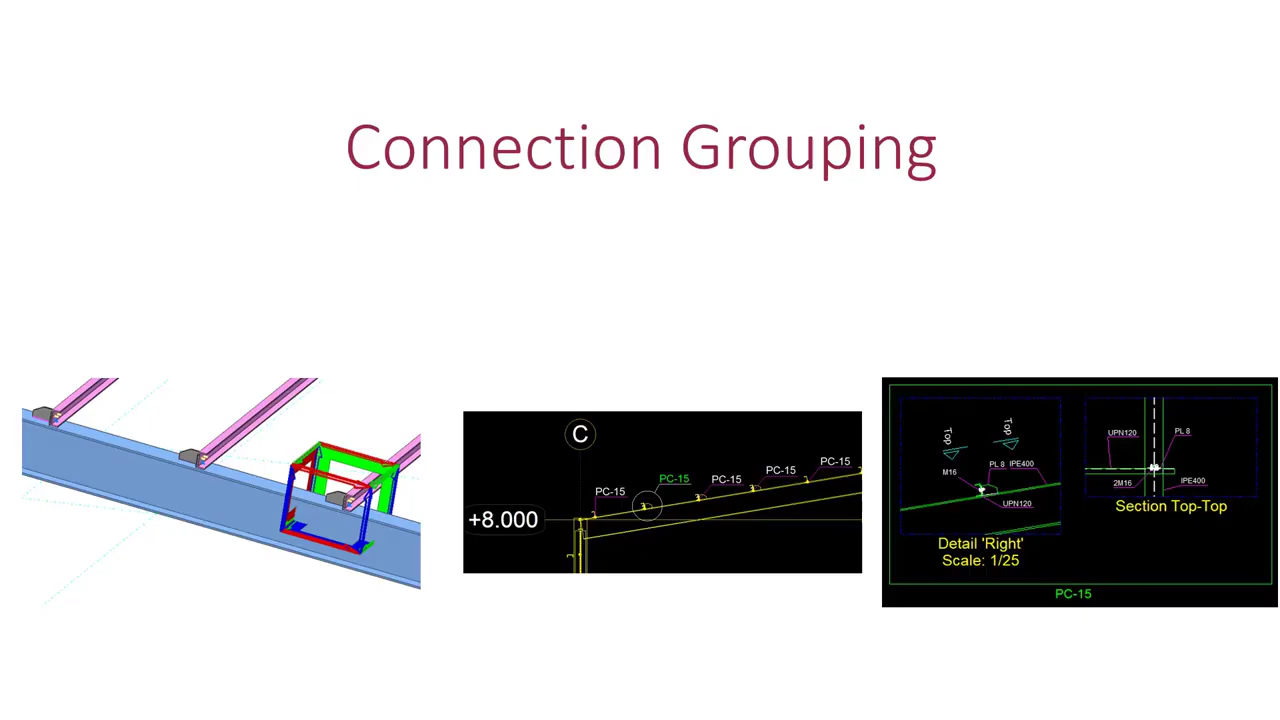 Connection Grouping
C
PC-15
PC-15
PC-15
PC-15
PC-15
+8.000
Top
Top
M16
PL 8 IPE400
UPN120
Detail 'Right'
Scale: 1/25
UPN120
PL 8
2M16
IPE400
Section Top-Top
PC-15